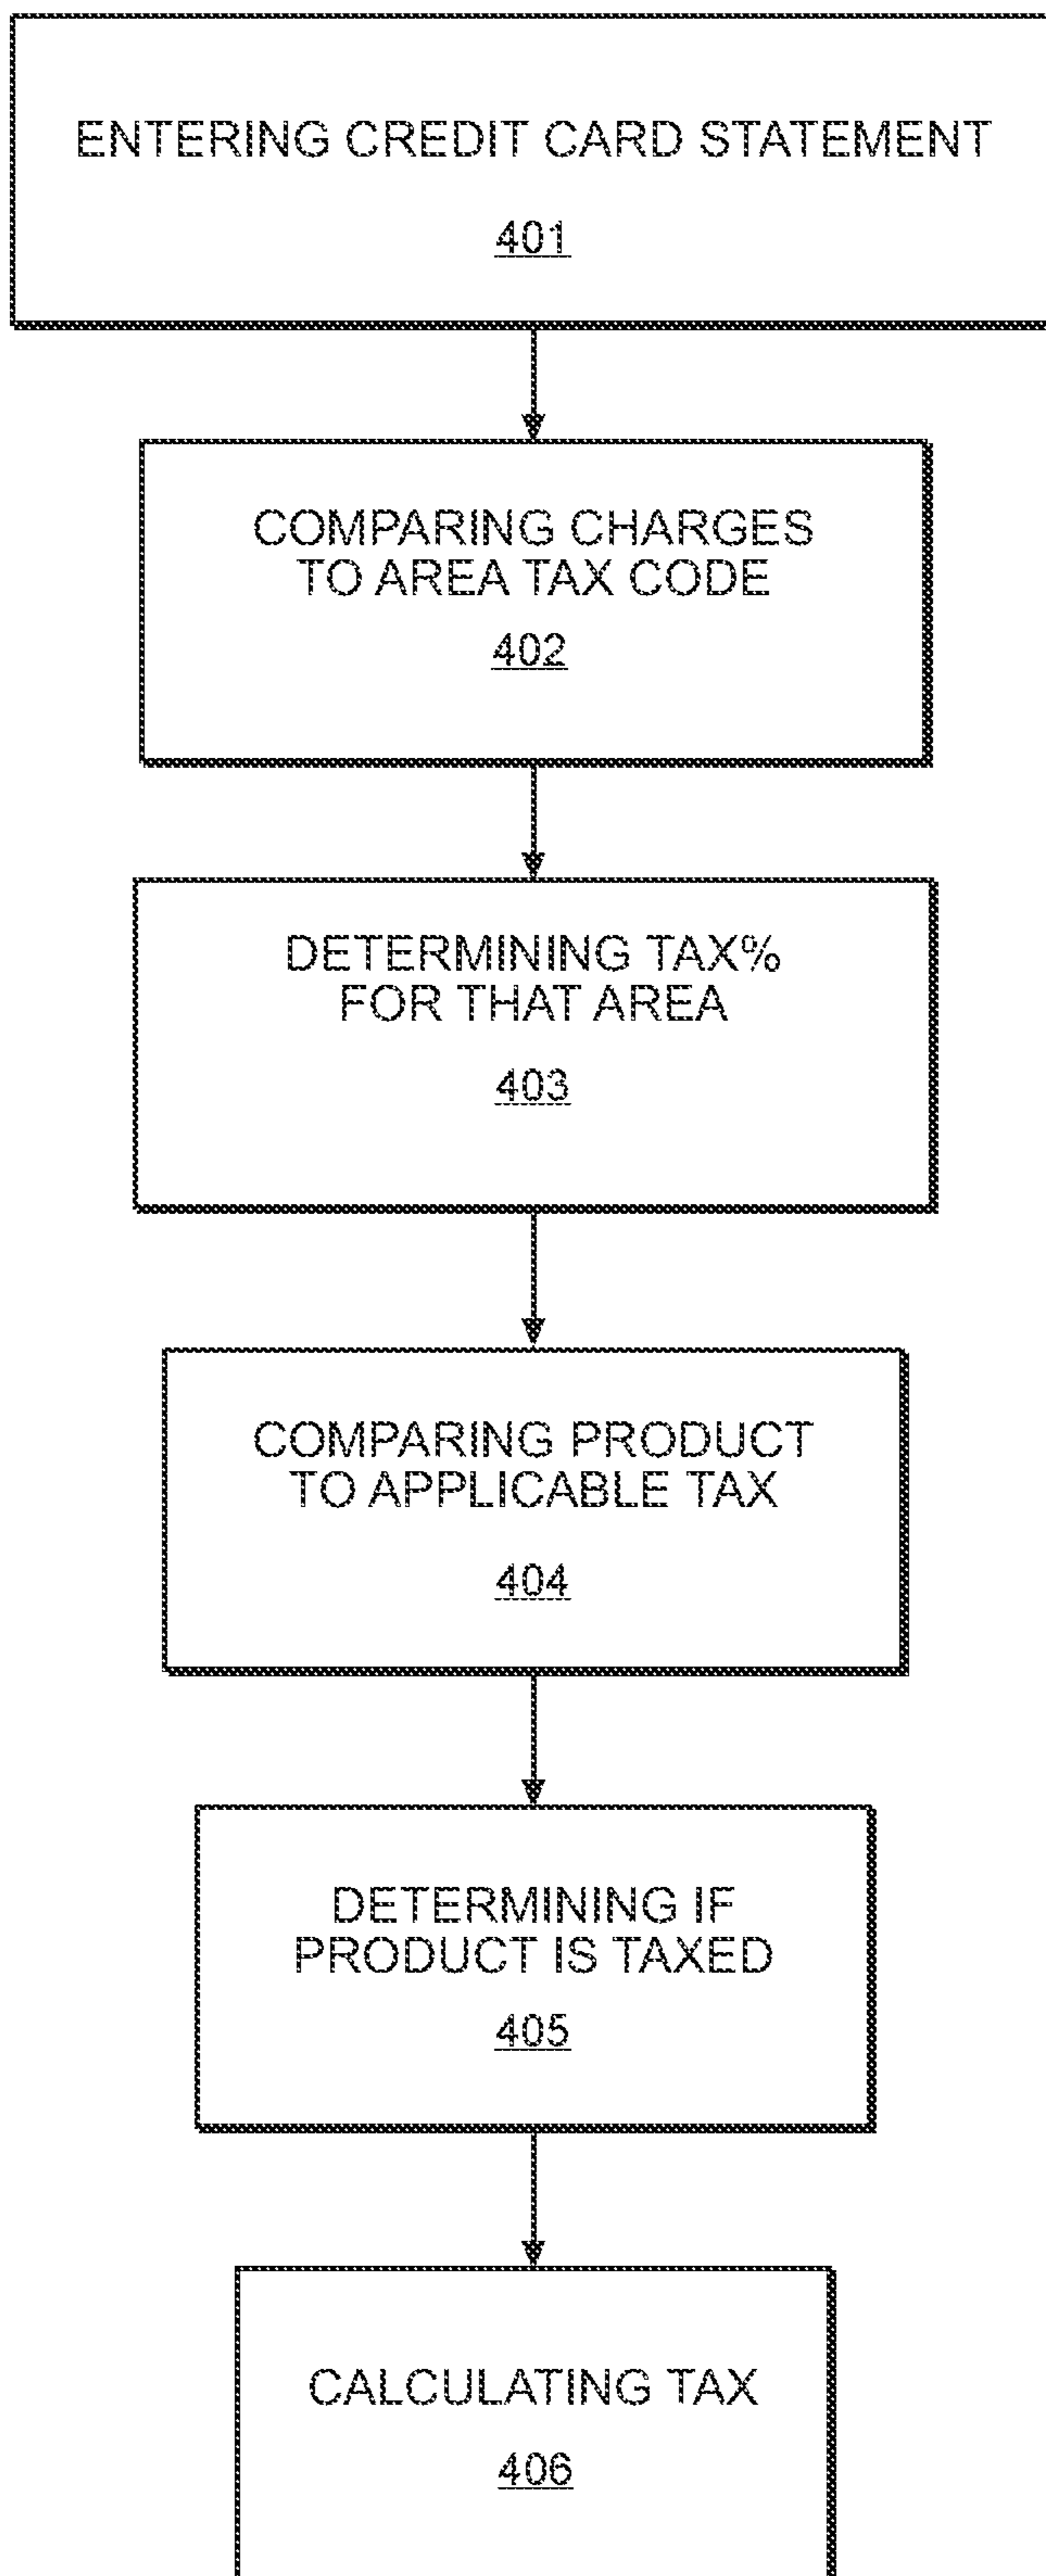 ENTERING CREDIT CARD STATEMENT
401
COMPARING CHARGES
TO AREA TAX CODE
402
DETERMINING TAX%
FOR THAT AREA
403
COMPARING PRODUCT
TO APPLICABLE TAX
404
DETERMINING IF
PRODUCT IS TAXED
405
CALCULATING TAX
406